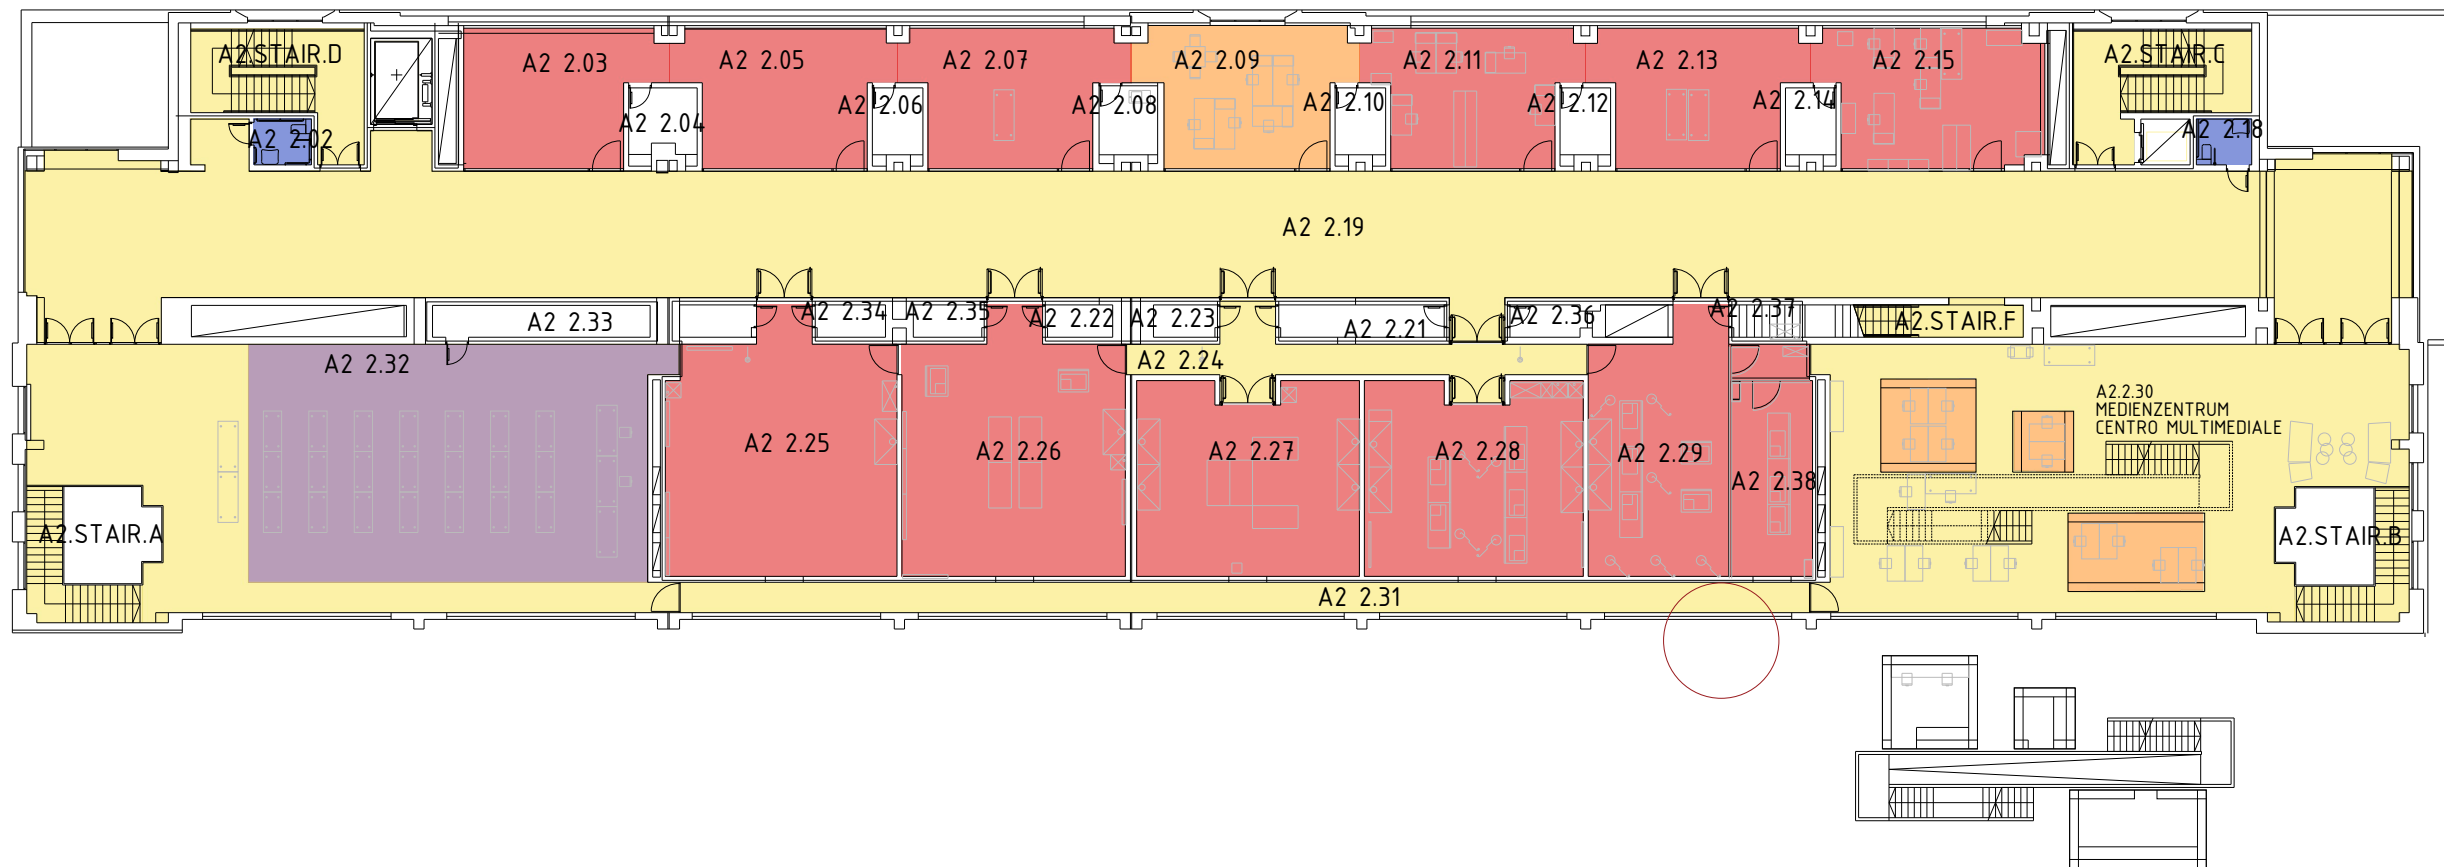 A2.STAIR.D
A2 2.03
A2 2.05
A2 2.07
A2 2.09
A2 2.11
A2 2.13
A2 2.15
A2.STAIR.C
A2 2.02
A2 2.04
A2 2.06
A2 2.08
A2 2.10
A2 2.12
A2 2.14
A2 2.18
A2 2.19
A2 2.33
A2 2.34
A2 2.35
A2 2.22
A2 2.23
A2 2.21
A2 2.36
A2 2.37
A2.STAIR.F
A2 2.32
A2 2.24
A2.2.30
MEDIENZENTRUM
CENTRO MULTIMEDIALE
A2 2.25
A2 2.26
A2 2.27
A2 2.28
A2 2.29
A2 2.38
A2.STAIR.A
A2.STAIR.B
A2 2.31